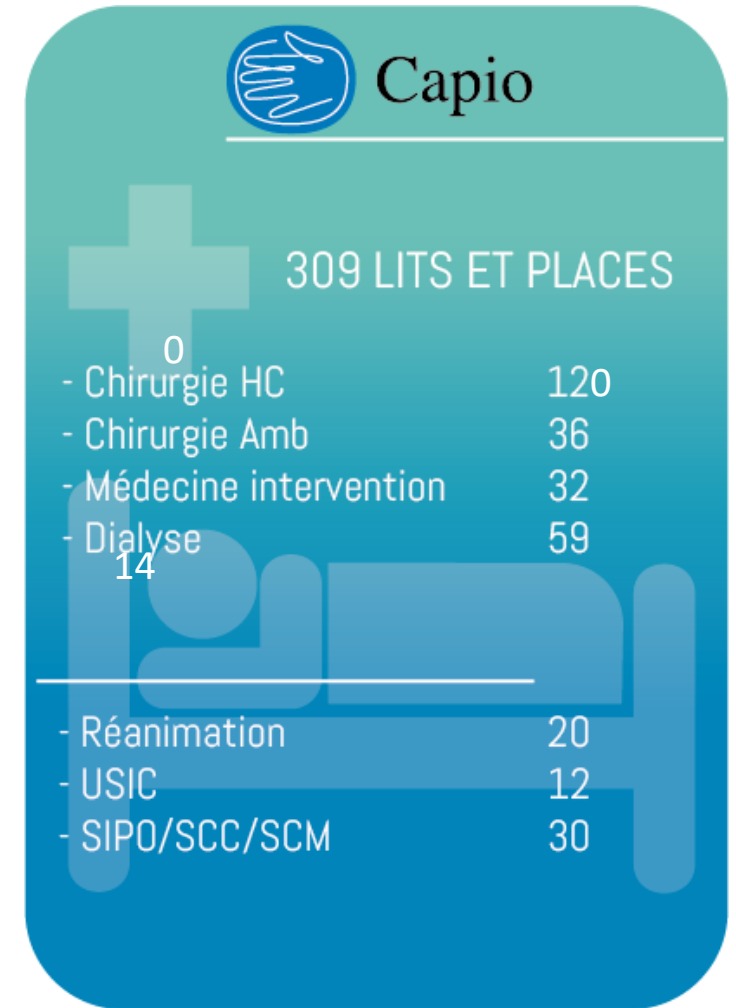 Capio
309 LITS ET PLACES
0
- Chirurgie HC 120
- Chirurgie Amb 36
- Médecine intervention 32
- Dialyse 59
14
- Réanimation 20
- USIC 12
- SIPO/SCC/SCM 30